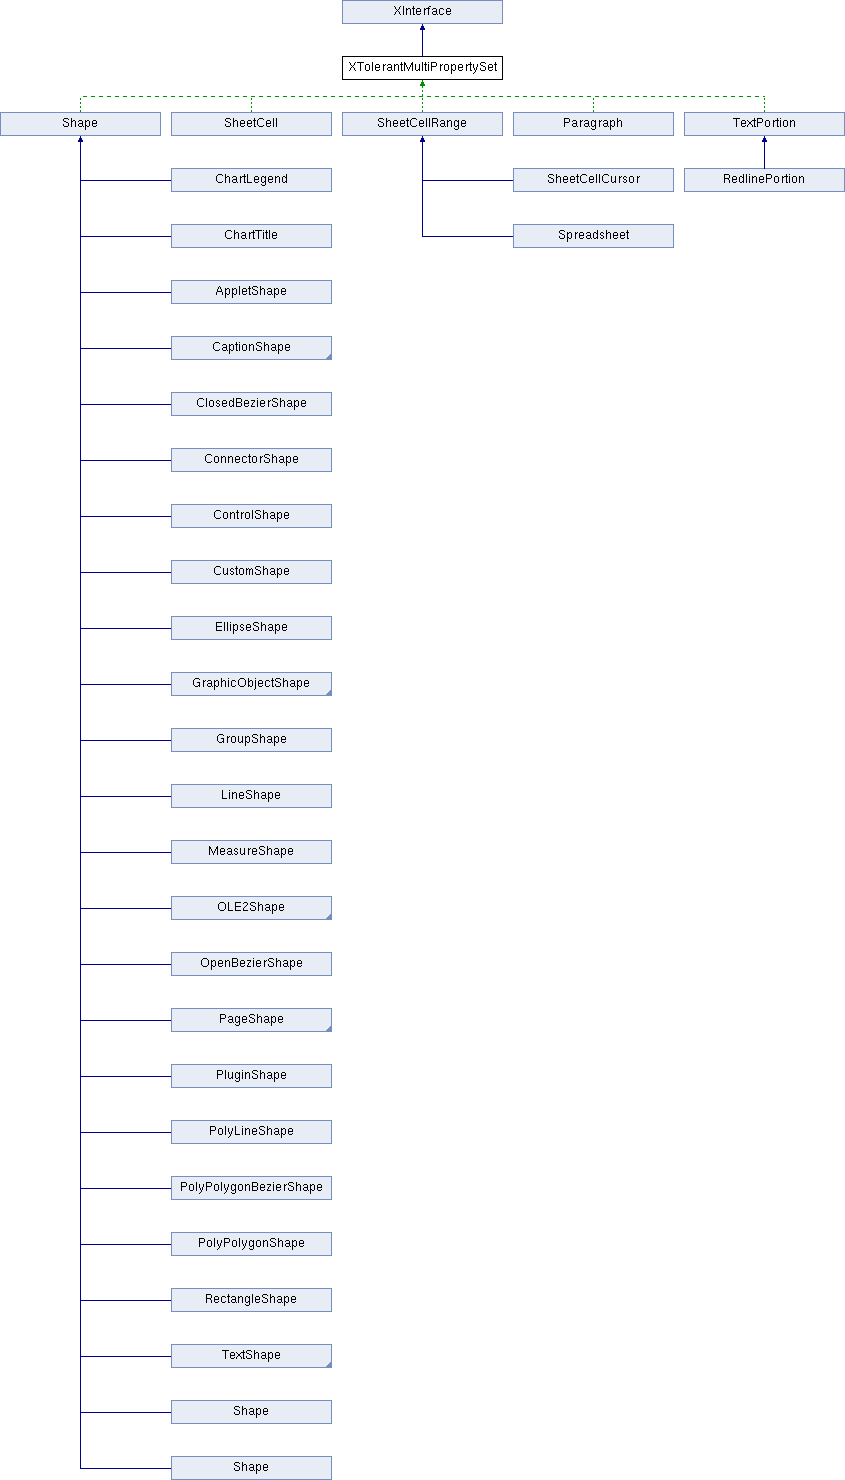 XInterface
XTolerantMultiPropertySet
Shape
SheetCell
SheetCellRange
Paragraph
TextPortion
ChartLegend
SheetCellCursor
RedlinePortion
ChartTitle
Spreadsheet
AppletShape
CaptionShape
ClosedBezierShape
ConnectorShape
ControlShape
CustomShape
EllipseShape
GraphicObjectShape
GroupShape
LineShape
MeasureShape
OLE2Shape
OpenBezierShape
PageShape
PluginShape
PolyLineShape
PolyPolygonBezierShape
PolyPolygonShape
RectangleShape
TextShape
Shape
Shape